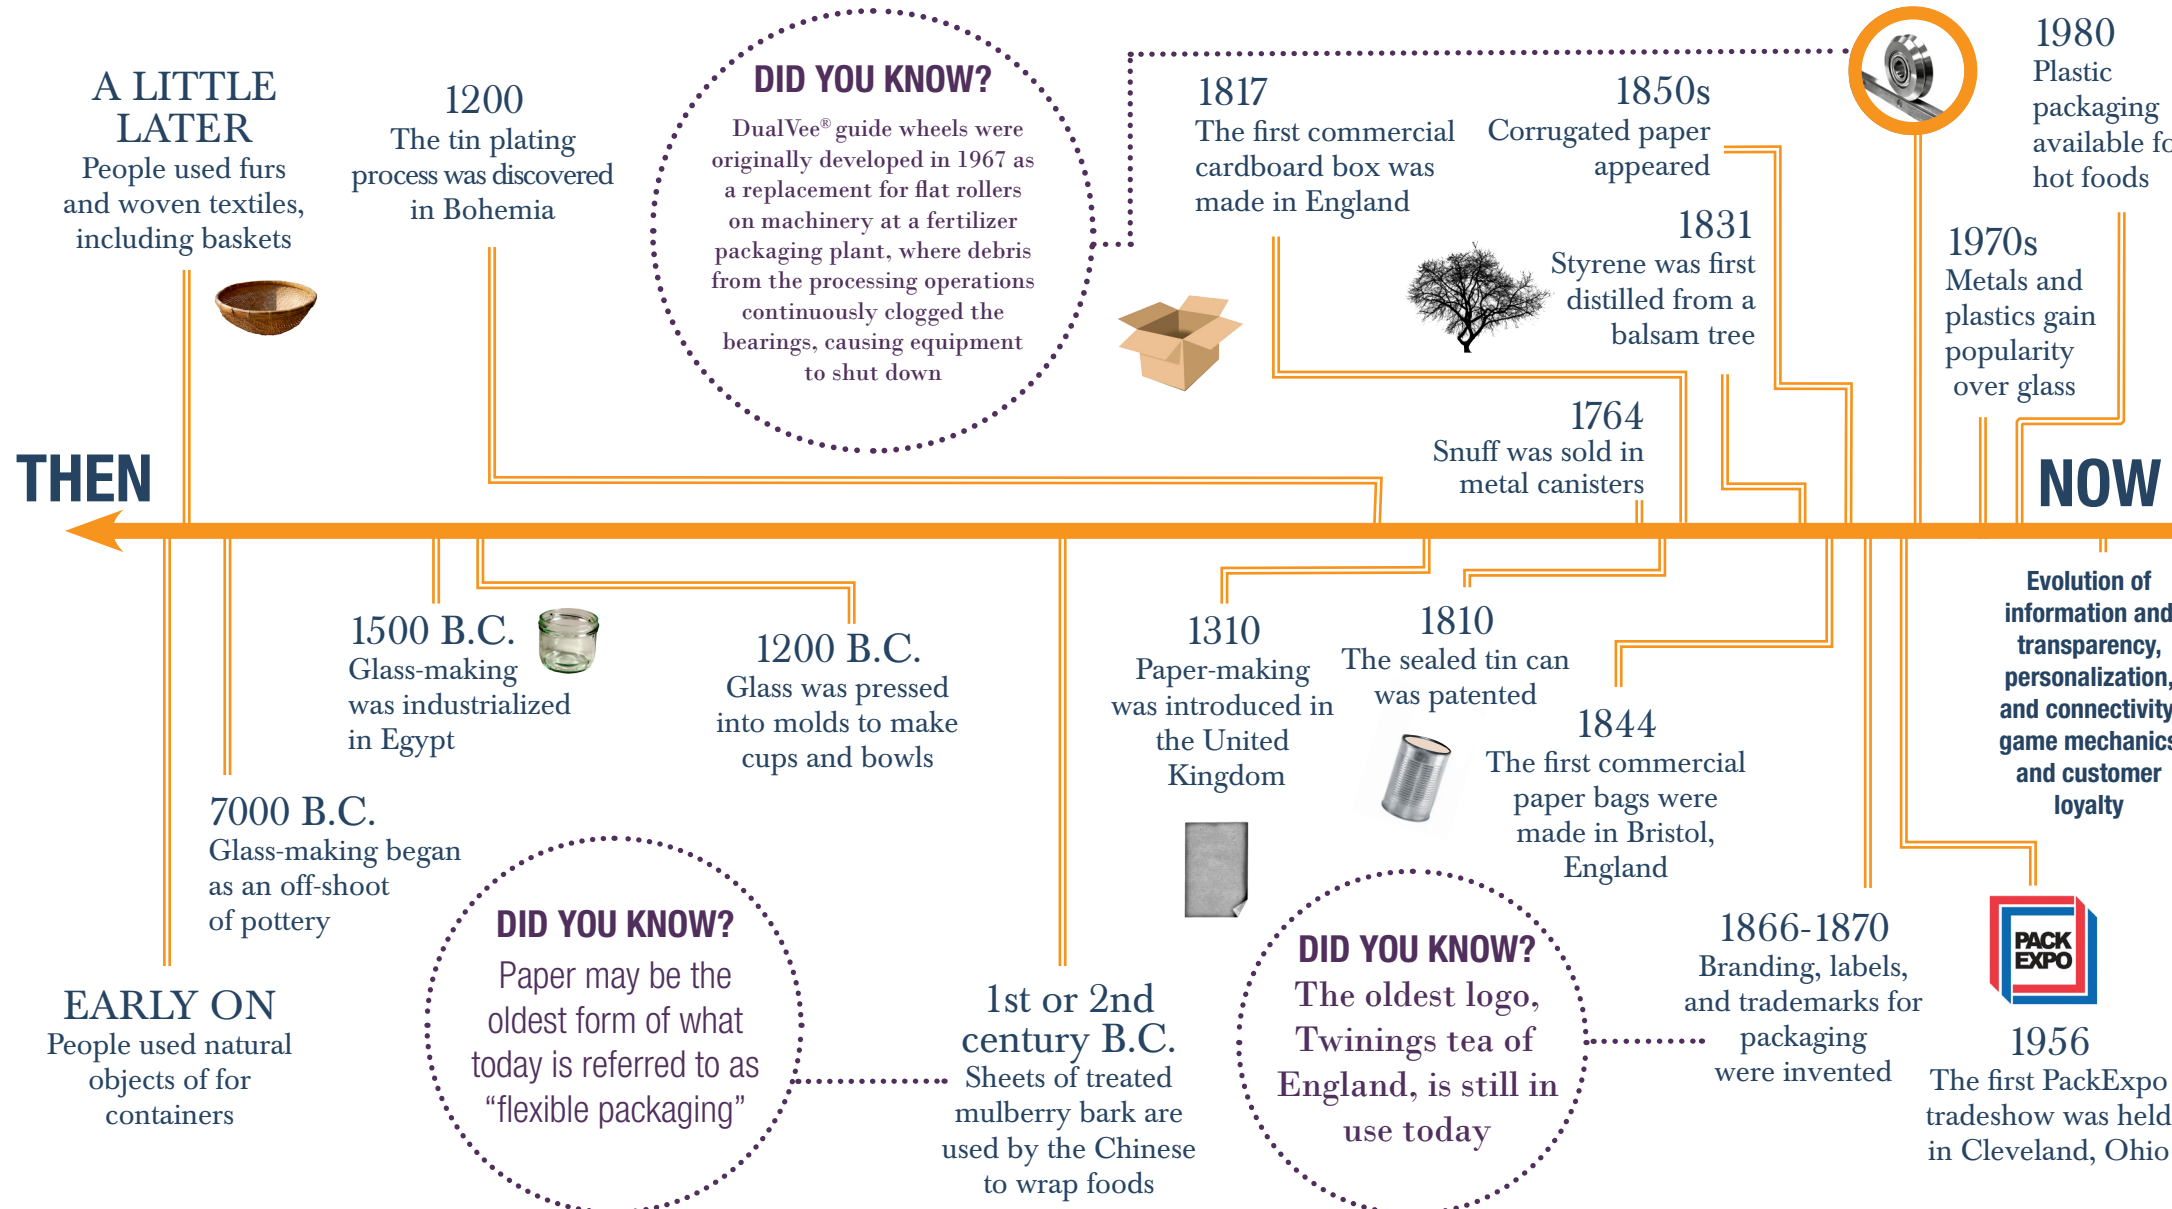 A LITTLE
LATER
People used furs
and woven textiles,
including baskets
1200
The tin plating
process was discovered
in Bohemia
DID YOU KNOW?
DualVee® guide wheels were
originally developed in 1967 as
a replacement for flat rollers
on machinery at a fertilizer
packaging plant, where debris
from the processing operations
continuously clogged the
bearings, causing equipment
to shut down
1817
The first commercial
cardboard box was
made in England
1850s
Corrugated paper
appeared
1831
Styrene was first
distilled from a
balsam tree
1764
Snuff was sold in
metal canisters
1980
Plastic
packaging
available fo
hot foods
1970s
Metals and
plastics gain
popularity
over glass
THEN
NOW
1500 B.C.
Glass-making
was industrialized
in Egypt
1200 B.C.
Glass was pressed
into molds to make
cups and bowls
7000 B.C.
Glass-making began
as an off-shoot
of pottery
EARLY ON
People used natural
objects of for
containers
DID YOU KNOW?
Paper may be the
oldest form of what
today is referred to as
“flexible packaging”
1st or 2nd
century B.C.
Sheets of treated
mulberry bark are
used by the Chinese
to wrap foods
1310
Paper-making
was introduced in
the United
Kingdom
1810
The sealed tin can
was patented
1844
The first commercial
paper bags were
made in Bristol,
England
DID YOU KNOW?
The oldest logo,
Twinings tea of
England, is still in
use today
1866-1870
Branding, labels,
and trademarks for
packaging
were invented
Evolution of
information and
transparency,
personalization,
and connectivity
game mechanics
and customer
loyalty
PACK
EXPO
1956
The first PackExpo
tradeshow was held
in Cleveland, Ohio